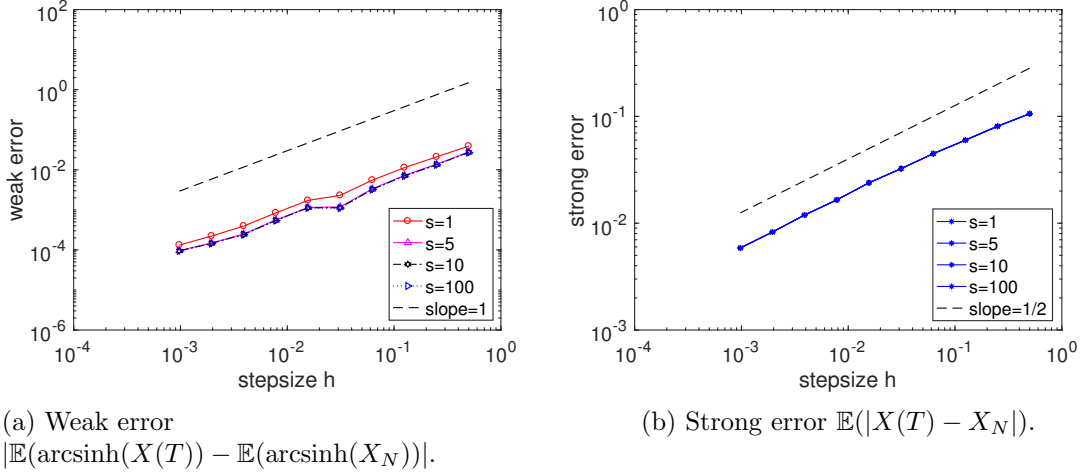 10^2
10^0
10^-2
10^-4
10^-6
weak error
s=1
s=5
s=10
s=100
slope=1
10^-4 10^-3 10^-2 10^-1 10^0
stepsize h
(a) Weak error
|𝔼(arcsinh(X(T)) − 𝔼(arcsinh(X_N))|.
10^0
10^-1
10^-2
10^-3
strong error
s=1
s=5
s=10
s=100
slope=1/2
10^-4 10^-3 10^-2 10^-1 10^0
stepsize h
(b) Strong error 𝔼(|X(T) − X_N|).